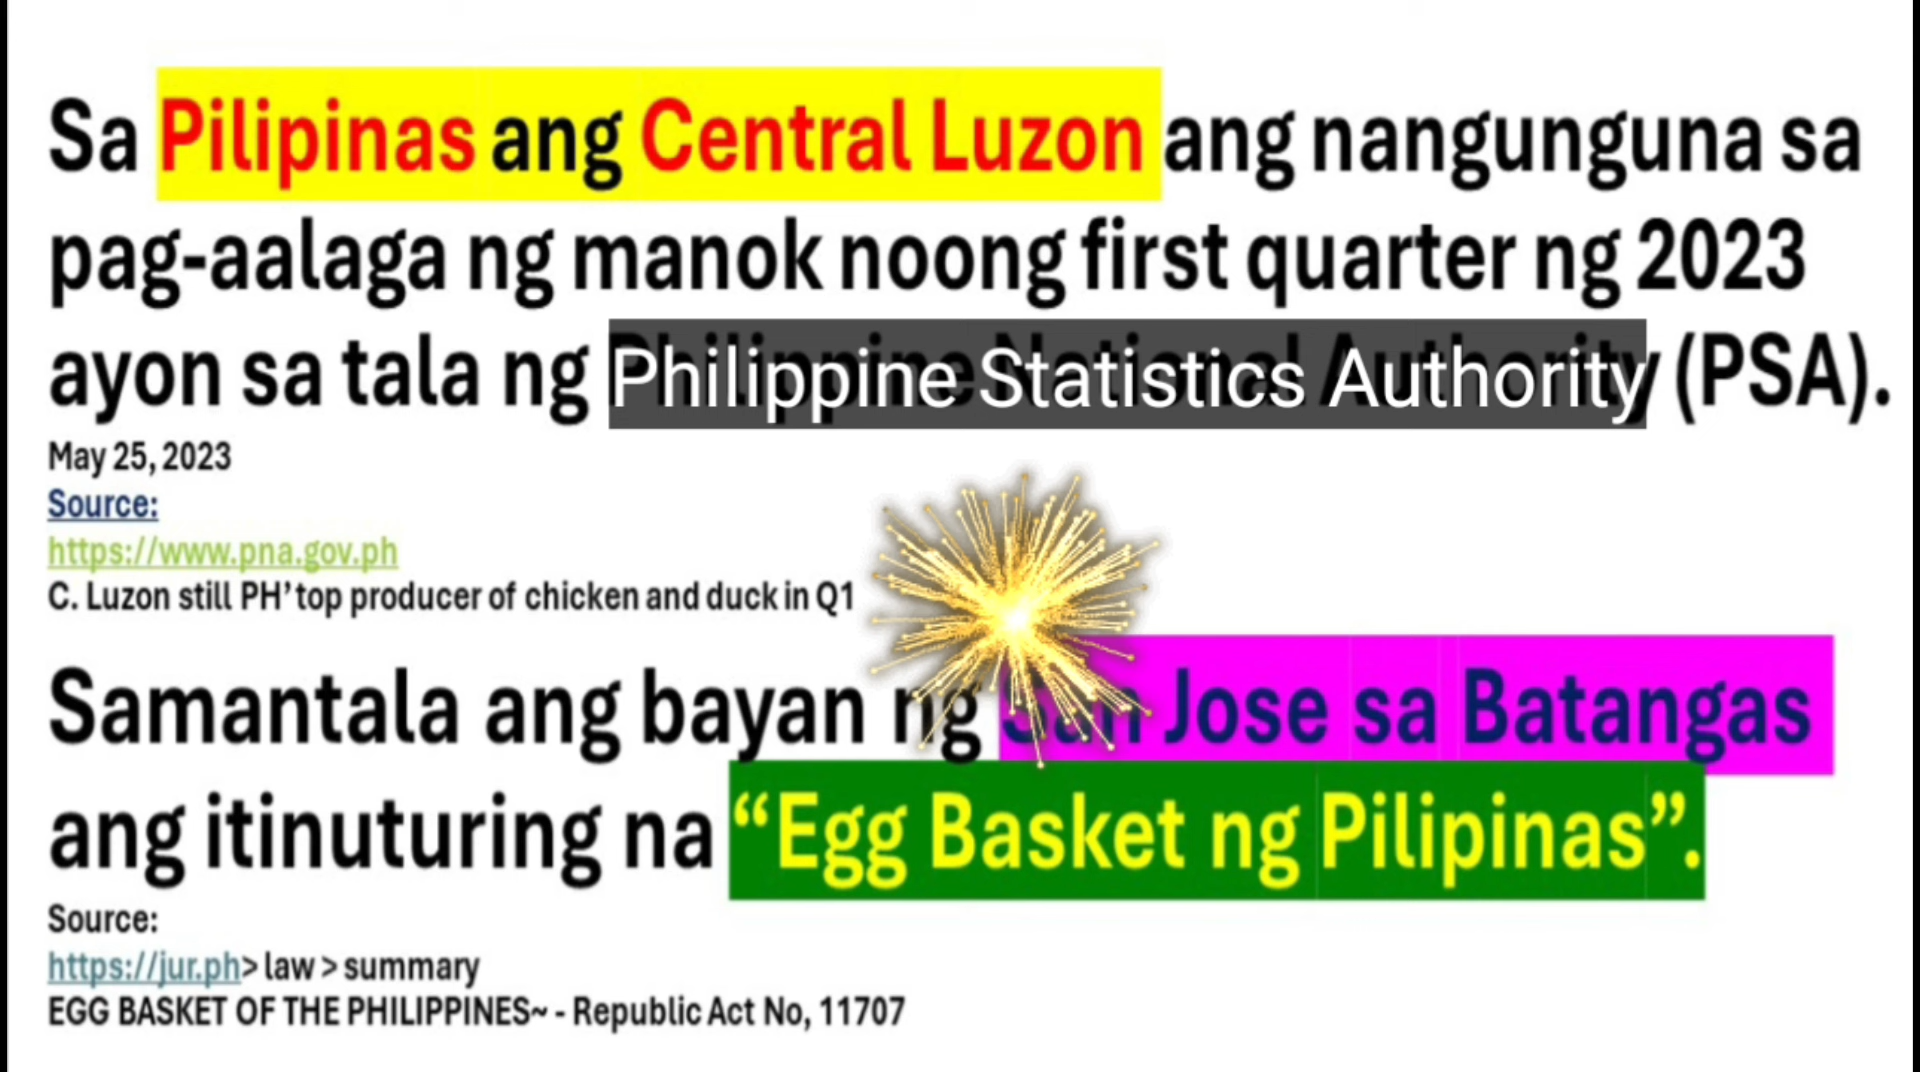 Sa Pilipinas ang Central Luzon ang nangunguna sa
pag-aalaga ng manok noong first quarter ng 2023
ayon sa tala ng Philippine Statistics Authority (PSA).
May 25, 2023
Source:
https://www.pna.gov.ph
C. Luzon still PH' top producer of chicken and duck in Q1
Samantala ang bayan ng San Jose sa Batangas
ang itinuturing na “Egg Basket ng Pilipinas”.
Source:
https://jur.ph> law > summary
EGG BASKET OF THE PHILIPPINES~ - Republic Act No, 11707